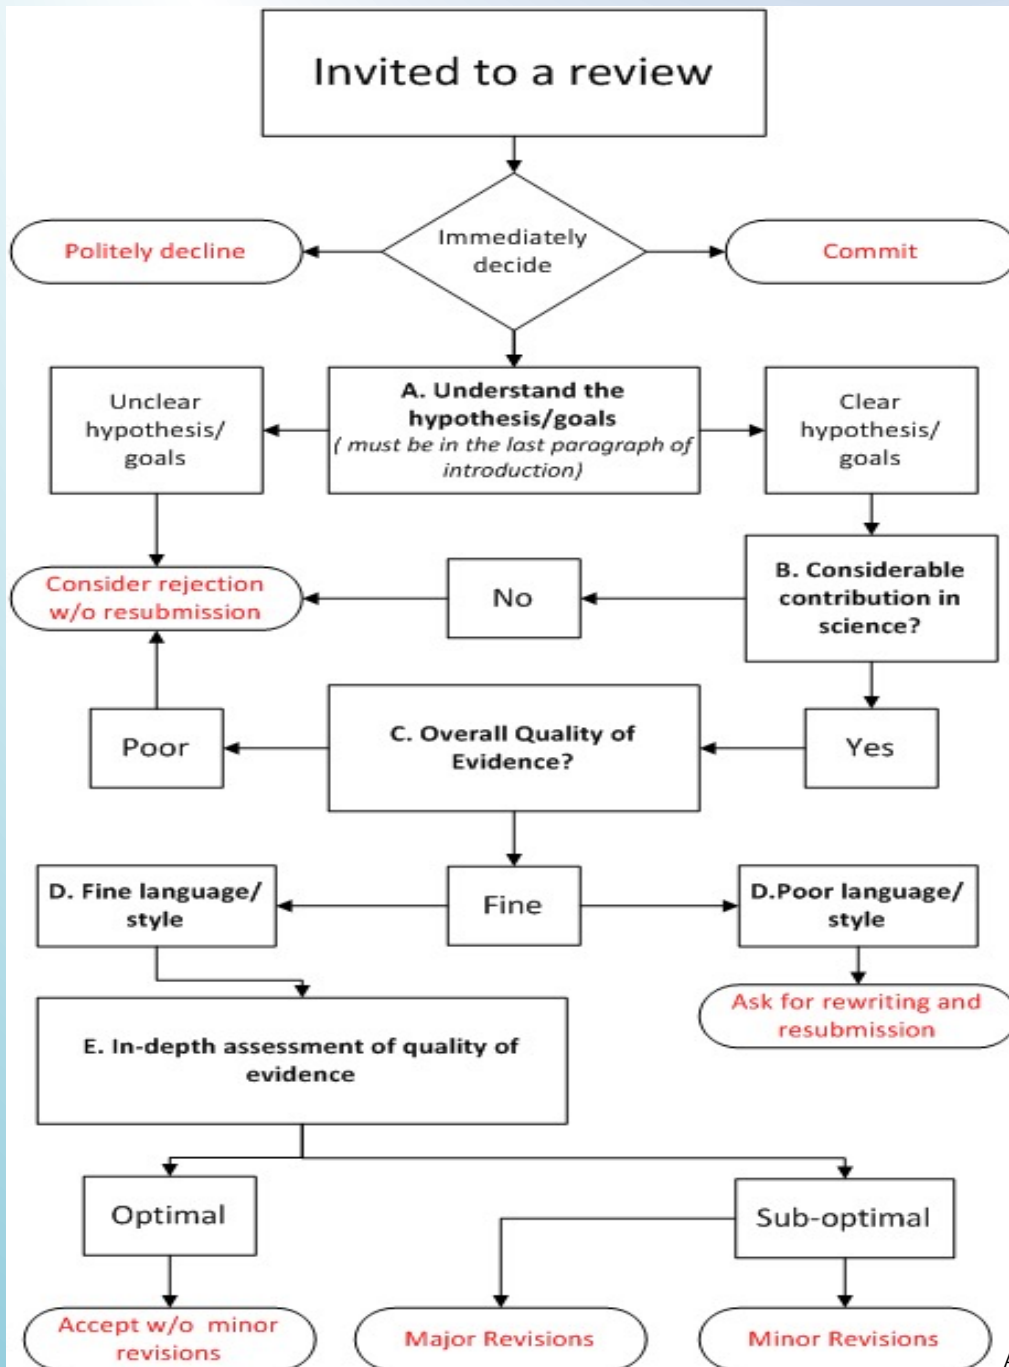 Invited to a review
Immediately
decide
Politely decline
Commit
Unclear
hypothesis/
goals
A. Understand the
hypothesis/goals
( must be in the last paragraph of
introduction)
Clear
hypothesis/
goals
Consider rejection
w/o resubmission
No
B. Considerable
contribution in
science?
Poor
C. Overall Quality of
Evidence?
Yes
D. Fine language/
style
Fine
D.Poor language/
style
Ask for rewriting and
resubmission
E. In-depth assessment of quality of
evidence
Optimal
Sub-optimal
Accept w/o minor
revisions
Major Revisions
Minor Revisions